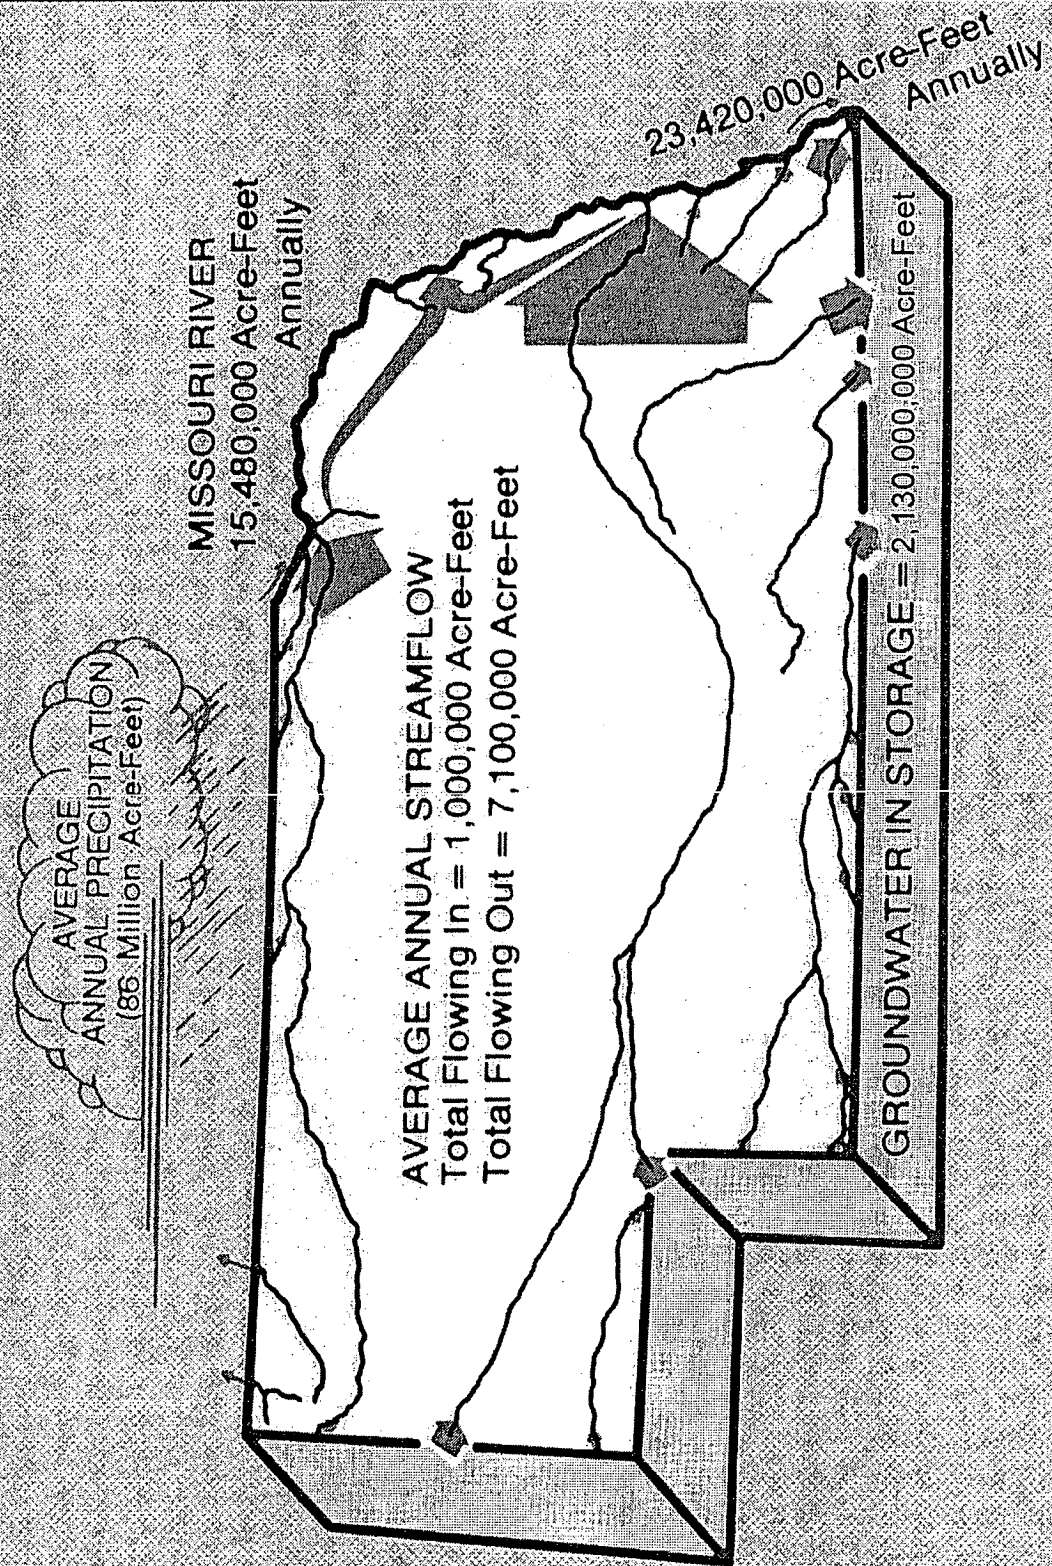 AVERAGE
ANNUAL PRECIPITATION
(86 Million Acre-Feet)
MISSOURI RIVER
15,480,000 Acre-Feet
Annually
23,420,000 Acre-Feet
Annually
AVERAGE ANNUAL STREAMFLOW
Total Flowing In = 1,000,000 Acre-Feet
Total Flowing Out = 7,100,000 Acre-Feet
GROUNDWATER IN STORAGE = 2,130,000,000 Acre-Feet